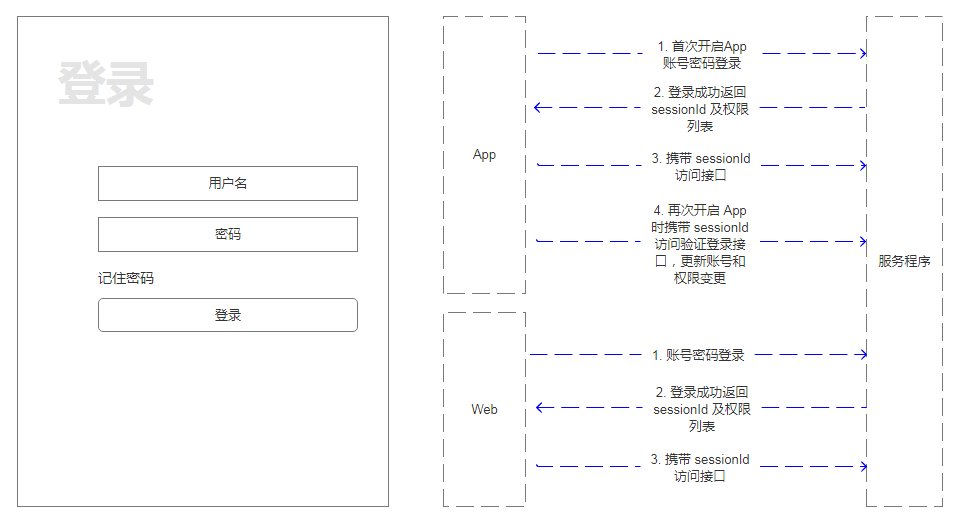 登录
用户名
密码
记住密码
登录
App
1. 首次开启App
账号密码登录
2. 登录成功返回
sessionId 及权限
列表
3. 携带 sessionId
访问接口
4. 再次开启 App
时携带 sessionId
访问验证登录接
口，更新账号和
权限变更
服务程序
Web
1. 账号密码登录
2. 登录成功返回
sessionId 及权限
列表
3. 携带 sessionId
访问接口